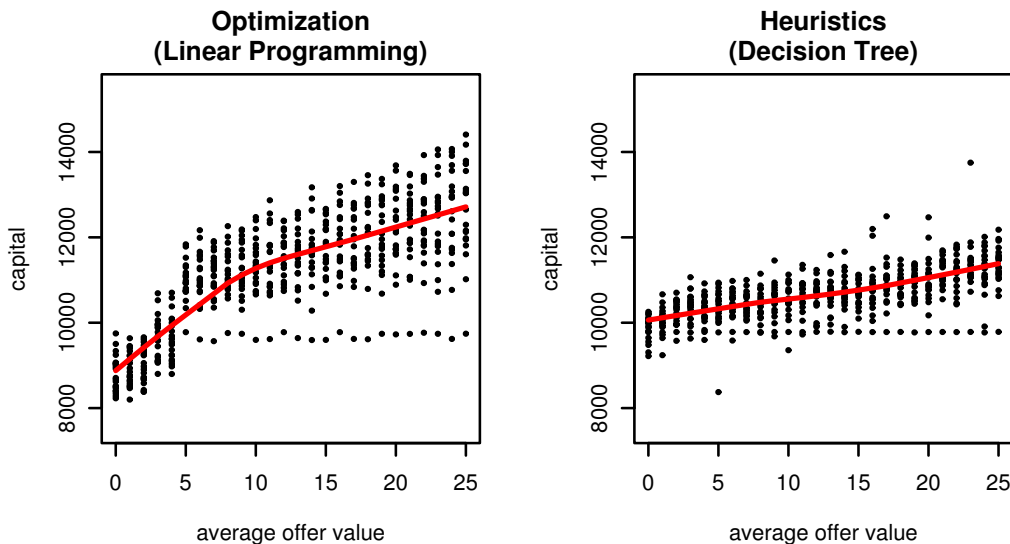 Optimization
(Linear Programming)
capital
14000
12000
10000
8000
0 5 10 15 20 25
average offer value
Heuristics
(Decision Tree)
capital
14000
12000
10000
8000
0 5 10 15 20 25
average offer value